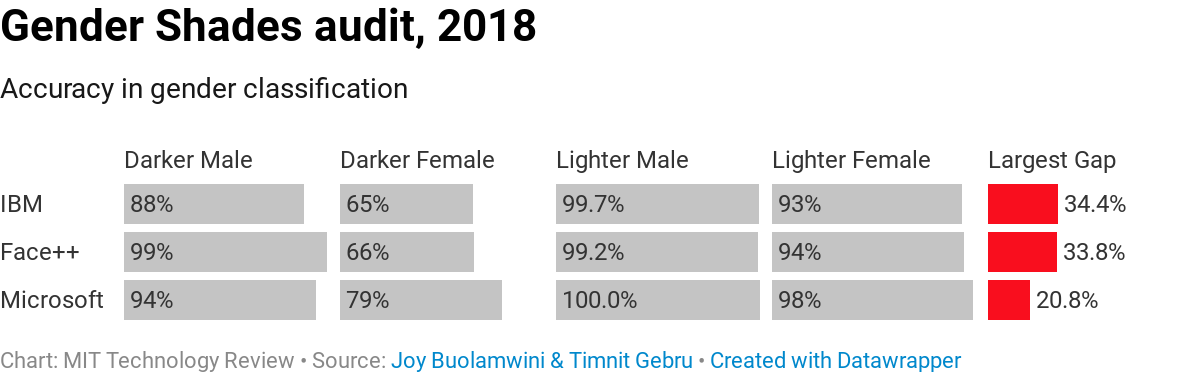 Gender Shades audit, 2018
Accuracy in gender classification
Darker Male Darker Female Lighter Male Lighter Female Largest Gap
IBM 88% 65% 99.7% 93% 34.4%
Face++ 99% 66% 99.2% 94% 33.8%
Microsoft 94% 79% 100.0% 98% 20.8%
Chart: MIT Technology Review • Source: Joy Buolamwini & Timnit Gebru • Created with Datawrapper